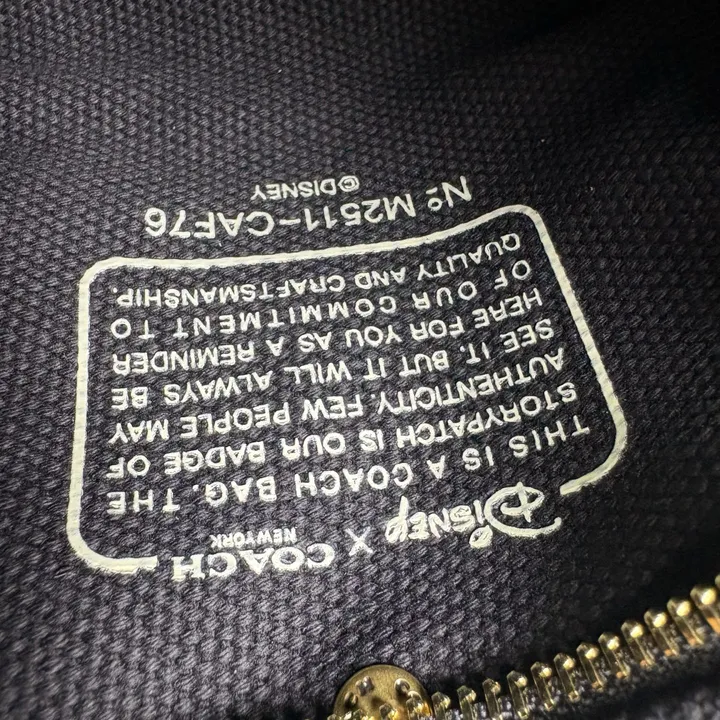 Disney X COACH
NEW YORK
THIS IS A COACH BAG. THE
STORYPATCH IS OUR BADGE OF
AUTHENTICITY. FEW PEOPLE MAY
SEE IT, BUT IT WILL ALWAYS BE
HERE FOR YOU AS A REMINDER
OF OUR COMMITMENT TO
QUALITY AND CRAFTSMANSHIP.
Nº M2511-CAF76
©DISNEY